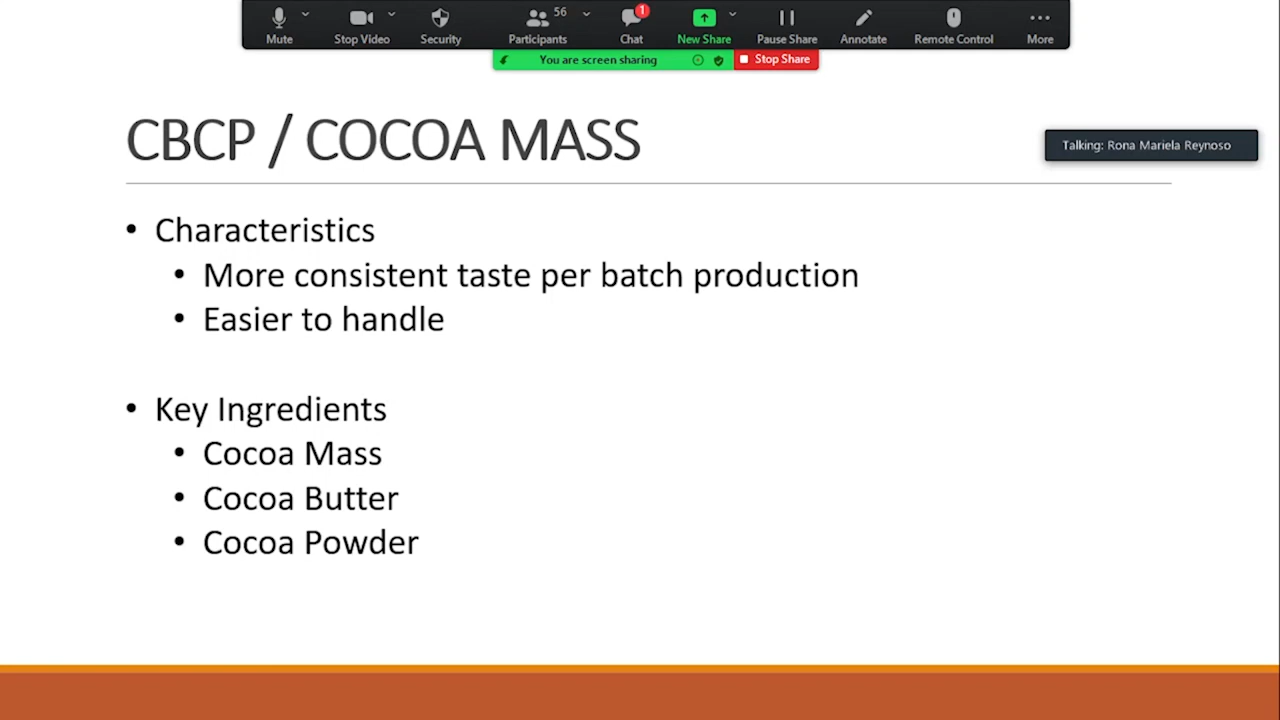 Mute
Stop Video
Security
56
Participants
1
Chat
New Share
Pause Share
Annotate
Remote Control
More
You are screen sharing
Stop Share
CBCP / COCOA MASS
Talking: Rona Mariela Reynoso
• Characteristics
• More consistent taste per batch production
• Easier to handle
• Key Ingredients
• Cocoa Mass
• Cocoa Butter
• Cocoa Powder